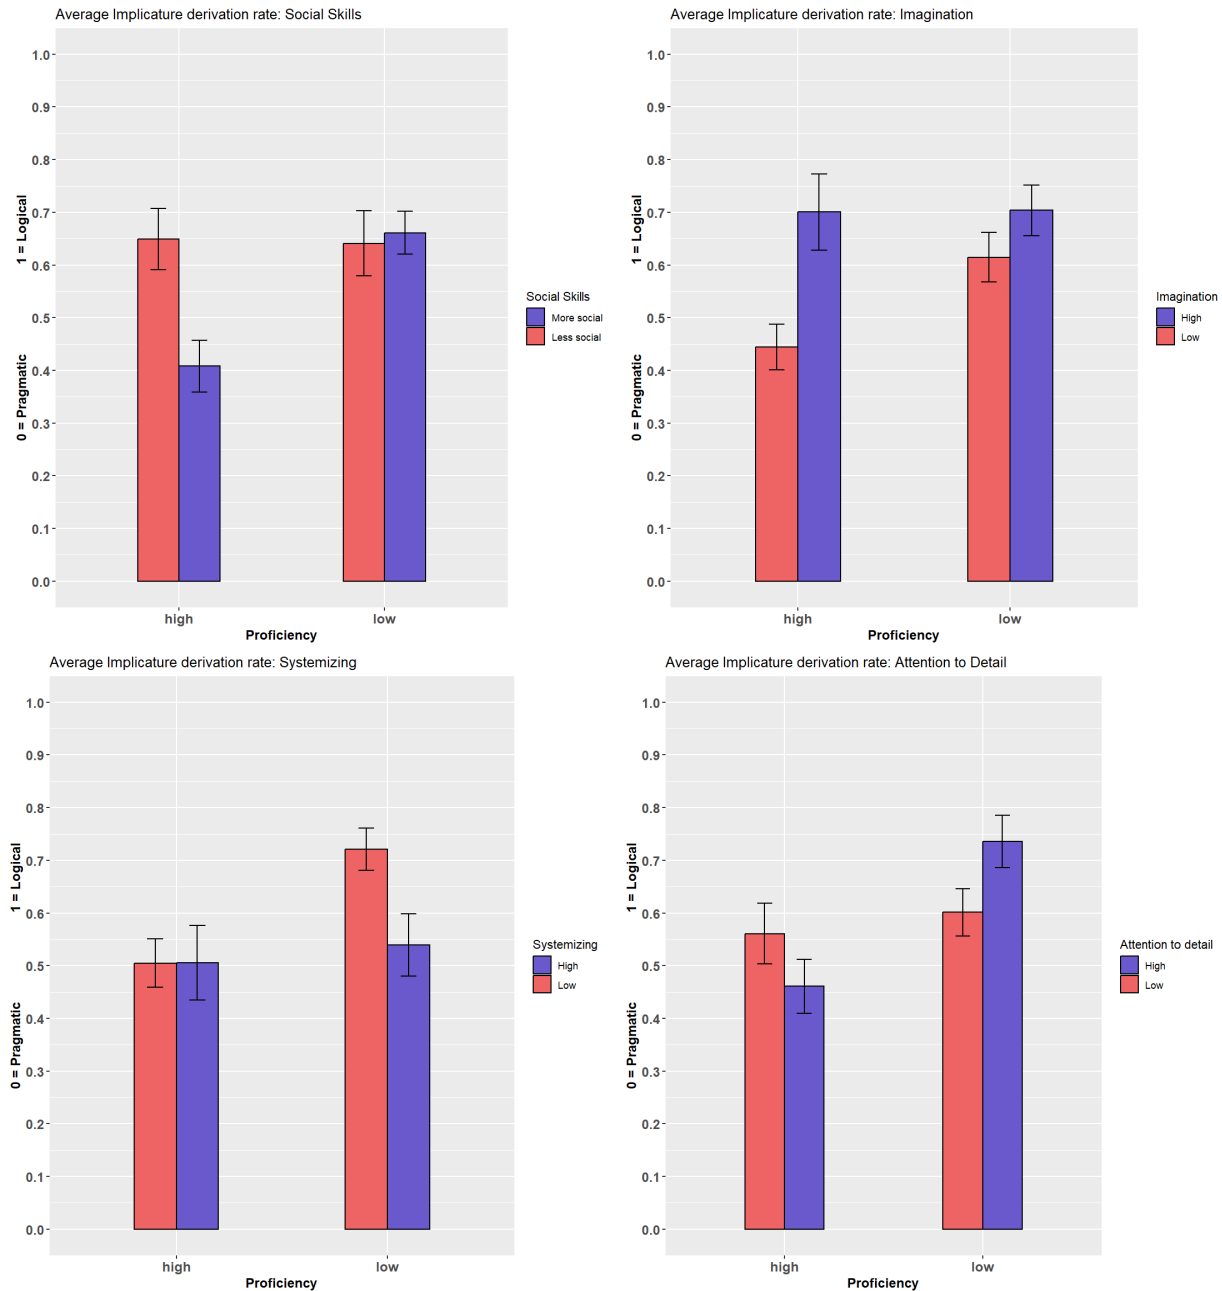 Average Implicature derivation rate: Social Skills
1.0
0.9
0.8
0.7
0.6
0.5
0.4
0.3
0.2
0.1
0.0
0 = Pragmatic 1 = Logical
high low
Proficiency
Social Skills
More social
Less social
Average Implicature derivation rate: Imagination
1.0
0.9
0.8
0.7
0.6
0.5
0.4
0.3
0.2
0.1
0.0
0 = Pragmatic 1 = Logical
high low
Proficiency
Imagination
High
Low
Average Implicature derivation rate: Systemizing
1.0
0.9
0.8
0.7
0.6
0.5
0.4
0.3
0.2
0.1
0.0
0 = Pragmatic 1 = Logical
high low
Proficiency
Systemizing
High
Low
Average Implicature derivation rate: Attention to Detail
1.0
0.9
0.8
0.7
0.6
0.5
0.4
0.3
0.2
0.1
0.0
0 = Pragmatic 1 = Logical
high low
Proficiency
Attention to detail
High
Low